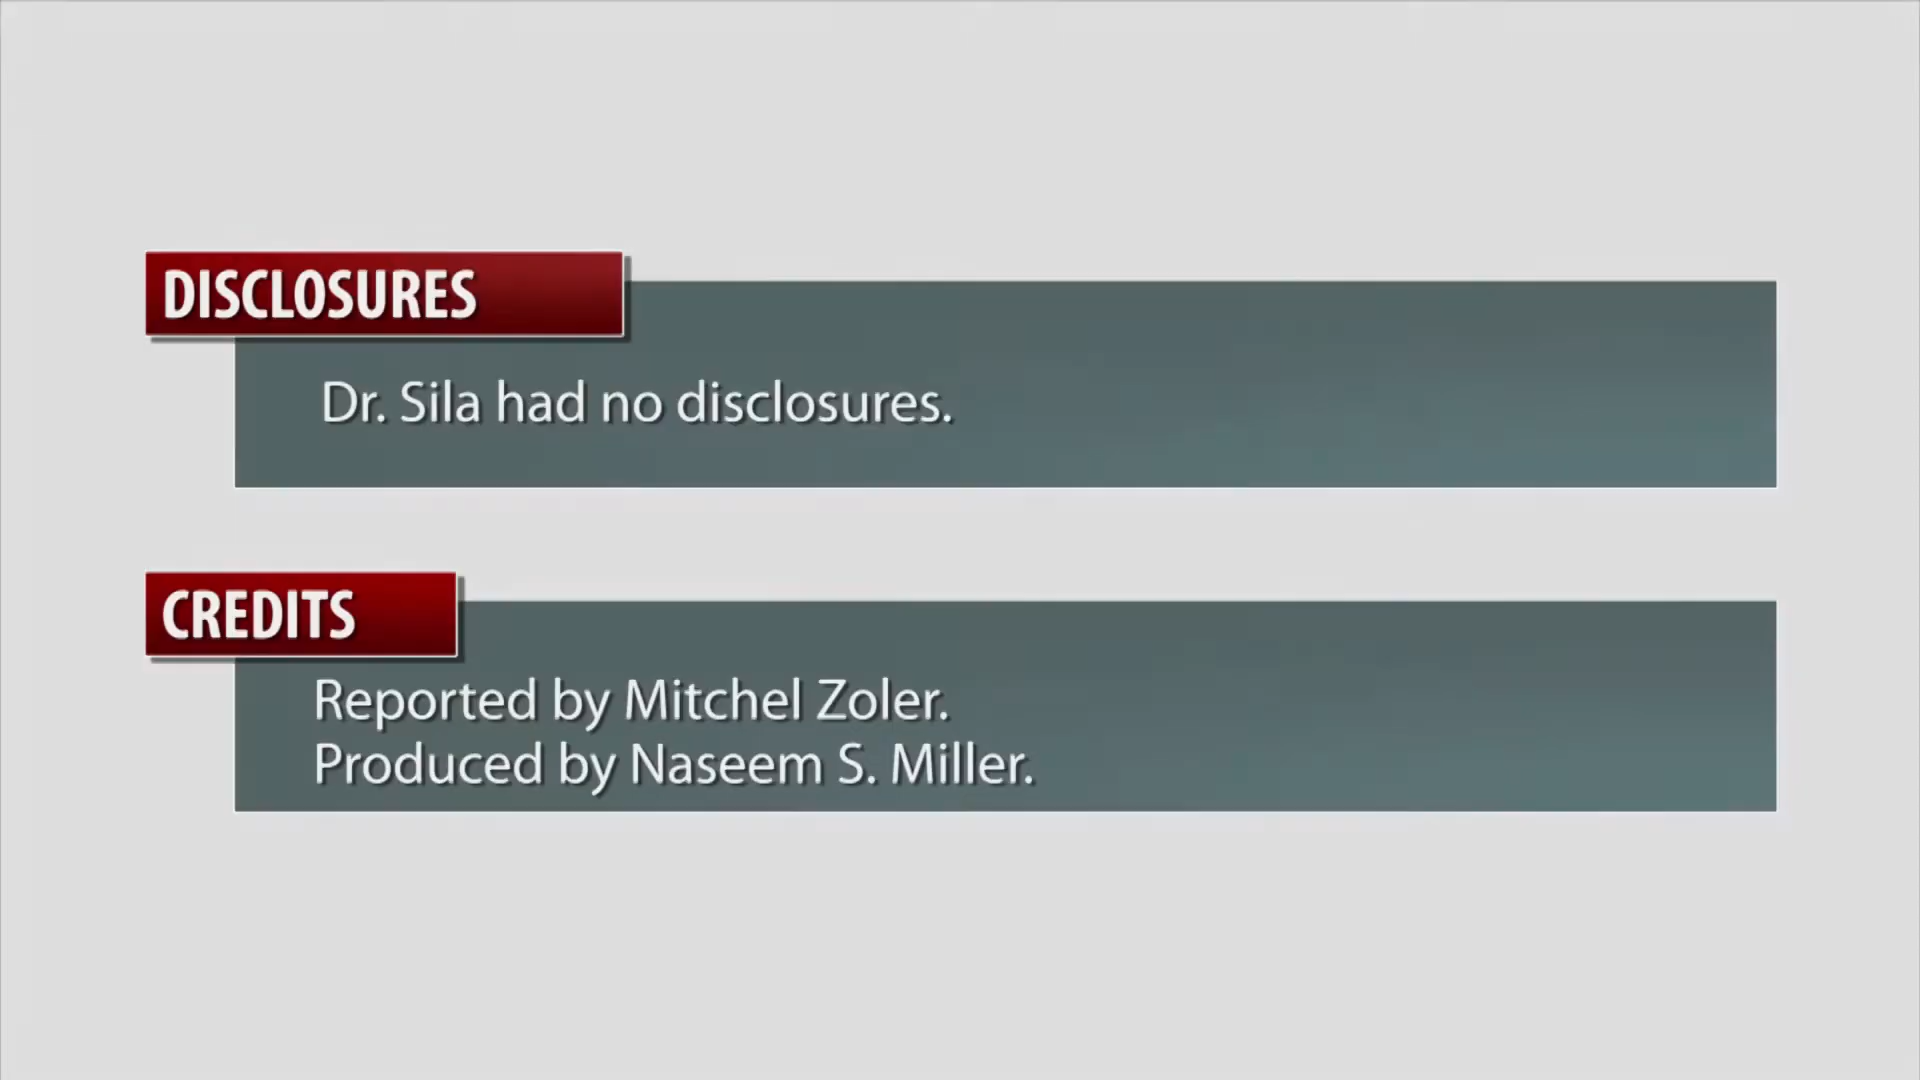 DISCLOSURES
Dr. Sila had no disclosures.
CREDITS
Reported by Mitchel Zoler.
Produced by Naseem S. Miller.